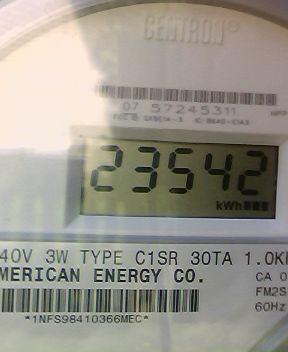 CENTRON®
07 57245311
23542
kWh
40V 3W TYPE C1SR 30TA 1.0K
MERICAN ENERGY CO.
CA 0
FM2S
60Hz
*1NFS98410366MEC*